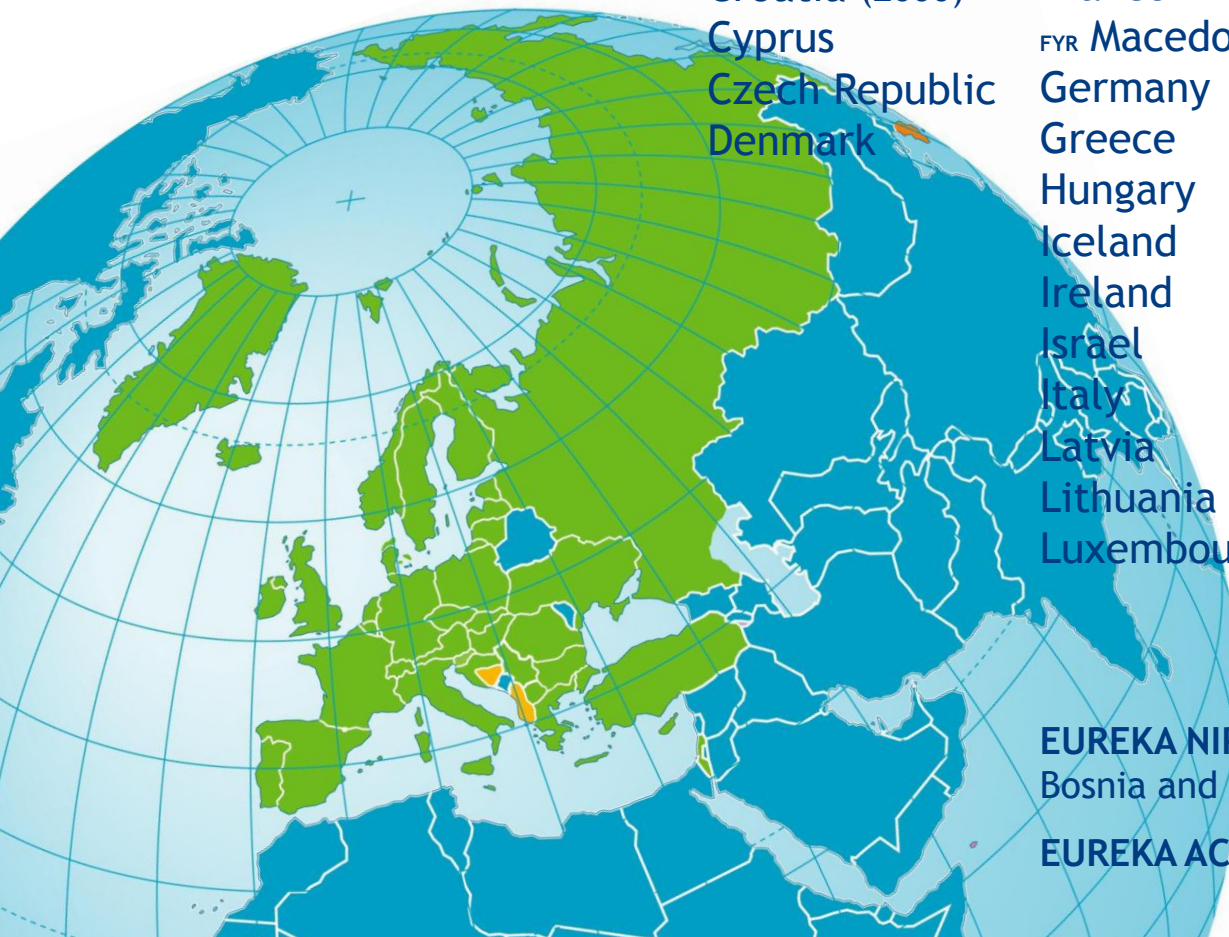 Cyprus
Czech Republic
Denmark
FYR Macedo
Germany
Greece
Hungary
Iceland
Ireland
Israel
Italy
Latvia
Lithuania
Luxembou
EUREKA NI
Bosnia and
EUREKA AC